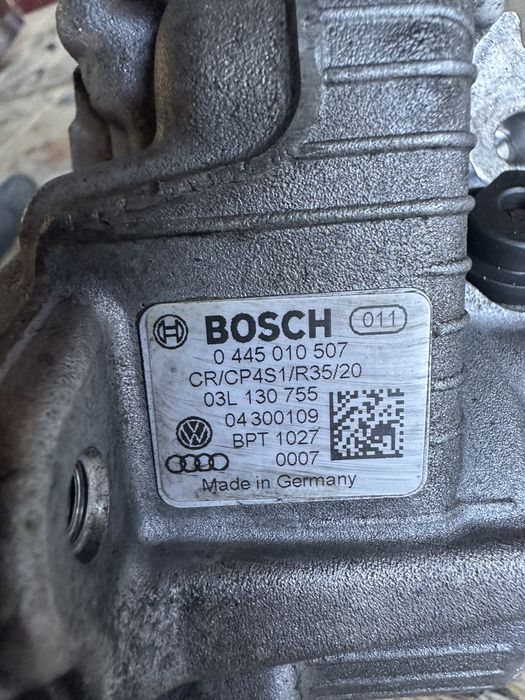 BOSCH 011
0 445 010 507
CR/CP4S1/R35/20
03L 130 755
04300109
BPT 1027
0007
Made in Germany